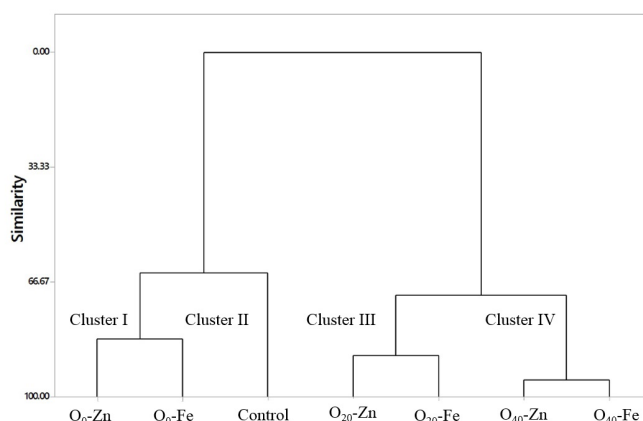 0.00
33.33
66.67
100.00
Similarity
Cluster I
Cluster II
Cluster III
Cluster IV
O₀-Zn
O₀-Fe
Control
O₂₀-Zn
O₂₀-Fe
O₄₀-Zn
O₄₀-Fe